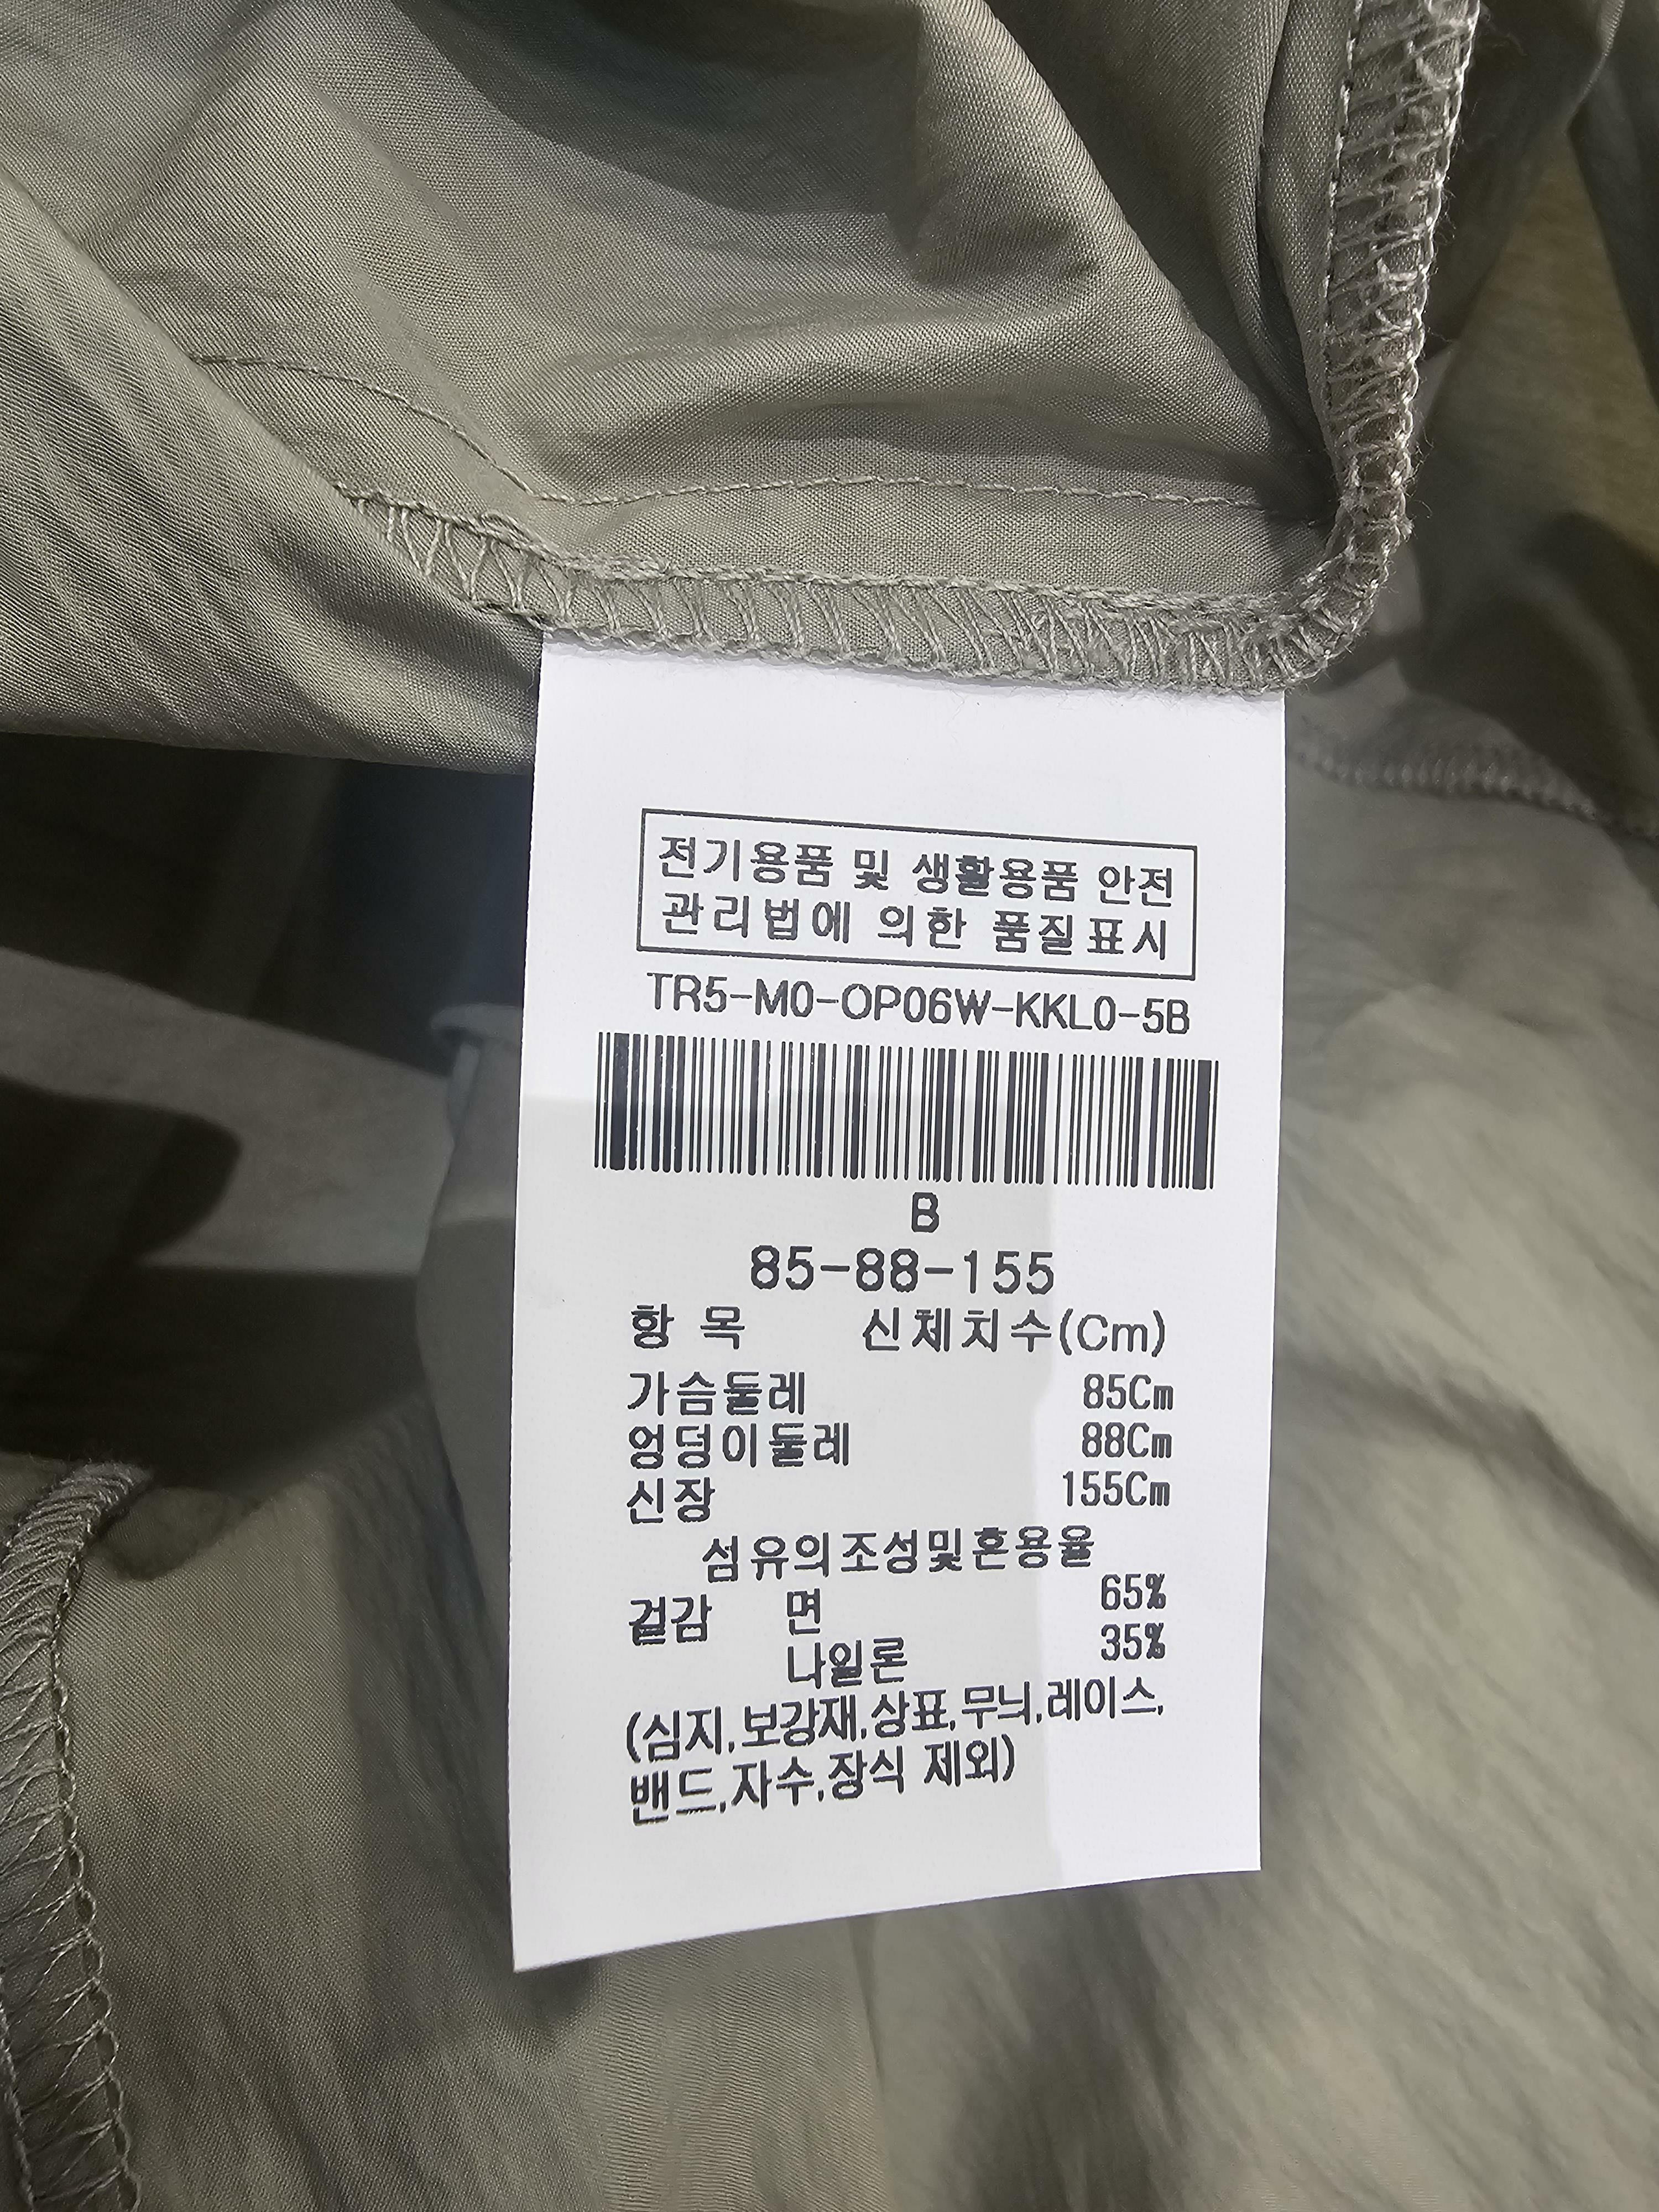 전기용품 및 생활용품 안전
관리법에 의한 품질표시
TR5-M0-OP06W-KKL0-5B
B
85-88-155
항 목 신체치수(Cm)
가슴둘레 85Cm
엉덩이둘레 88Cm
신장 155Cm
섬유의조성및혼용율
겉감 면 65%
나일론 35%
(심지,보강재,상표,무늬,레이스,
밴드,자수,장식 제외)